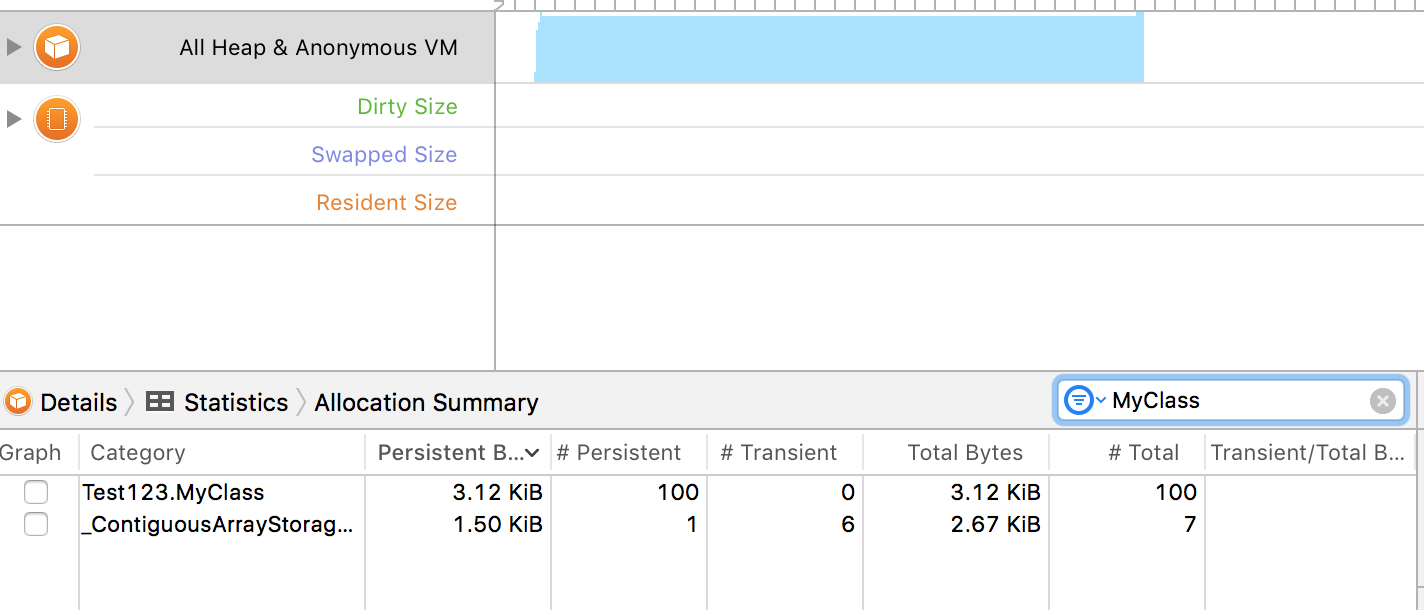 All Heap & Anonymous VM
Dirty Size
Swapped Size
Resident Size
Details Statistics Allocation Summary MyClass
Graph Category Persistent B... # Persistent # Transient Total Bytes # Total Transient/Total B...
Test123.MyClass 3.12 KiB 100 0 3.12 KiB 100
_ContiguousArrayStorag... 1.50 KiB 1 6 2.67 KiB 7